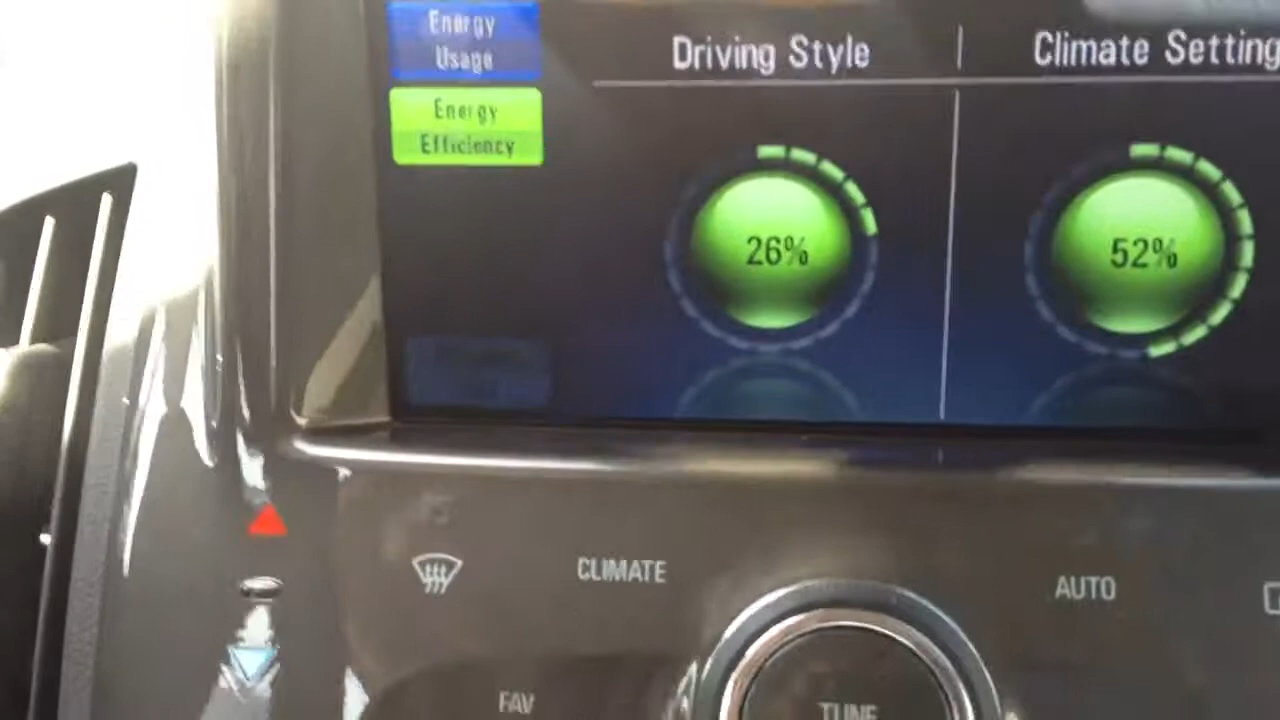 Energy
Usage
Energy
Efficiency
Driving Style
Climate Setting
26%
52%
CLIMATE
AUTO
FAV
TUNE